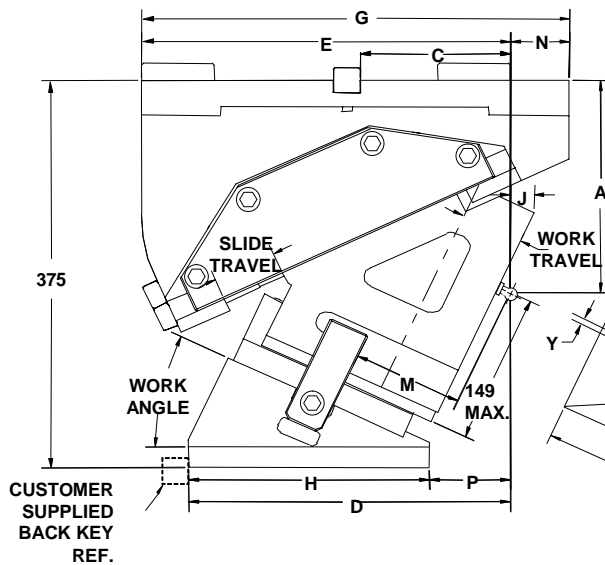 G
E
N
C
A
J
SLIDE
TRAVEL
WORK
TRAVEL
375
Y
M
149
MAX.
WORK
ANGLE
H
P
D
CUSTOMER
SUPPLIED
BACK KEY
REF.